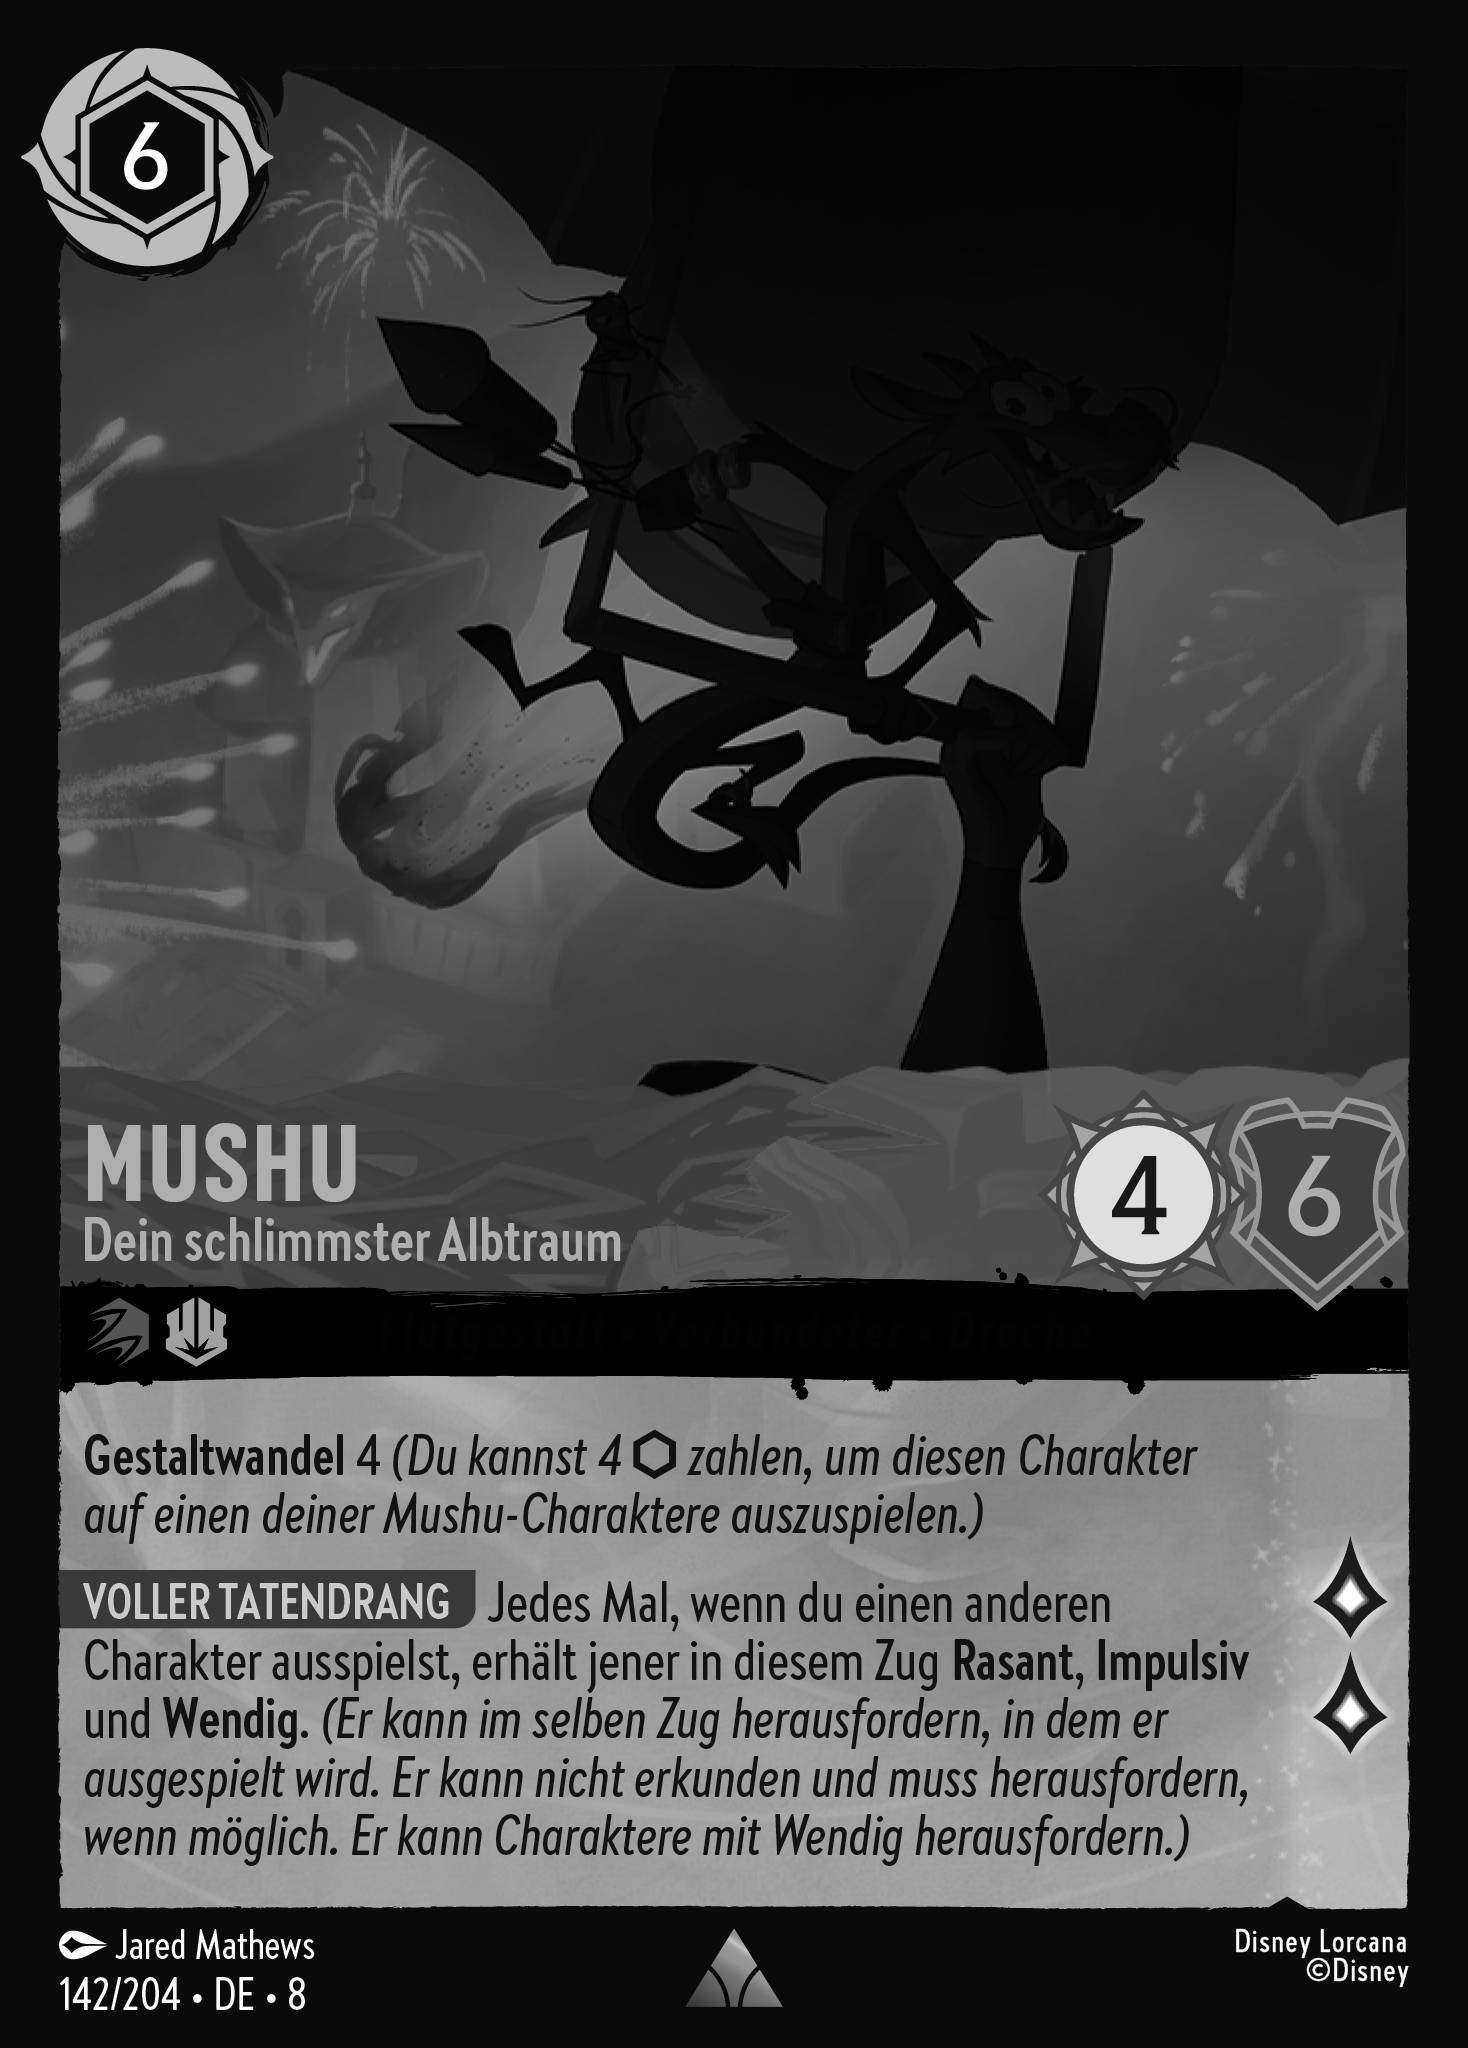 6
MUSHU
Dein schlimmster Albtraum
4
6
Flutgestalt Verbündeter Drache
Gestaltwandel 4 (Du kannst 4 zahlen, um diesen Charakter
auf einen deiner Mushu-Charaktere auszuspielen.)
VOLLER TATENDRANG Jedes Mal, wenn du einen anderen
Charakter ausspielst, erhält jener in diesem Zug Rasant, Impulsiv
und Wendig. (Er kann im selben Zug herausfordern, in dem er
ausgespielt wird. Er kann nicht erkunden und muss herausfordern,
wenn möglich. Er kann Charaktere mit Wendig herausfordern.)
Jared Mathews
142/204 • DE • 8
Disney Lorcana
©Disney